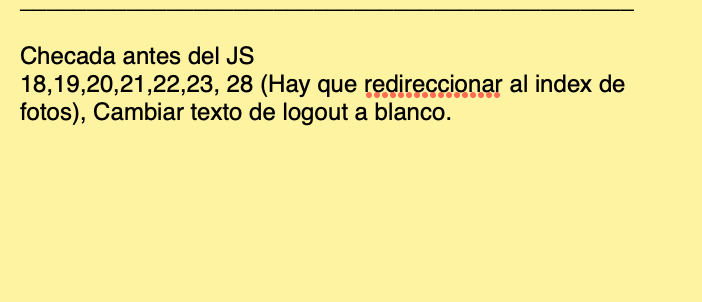 Checada antes del JS
18,19,20,21,22,23, 28 (Hay que redireccionar al index de
fotos), Cambiar texto de logout a blanco.